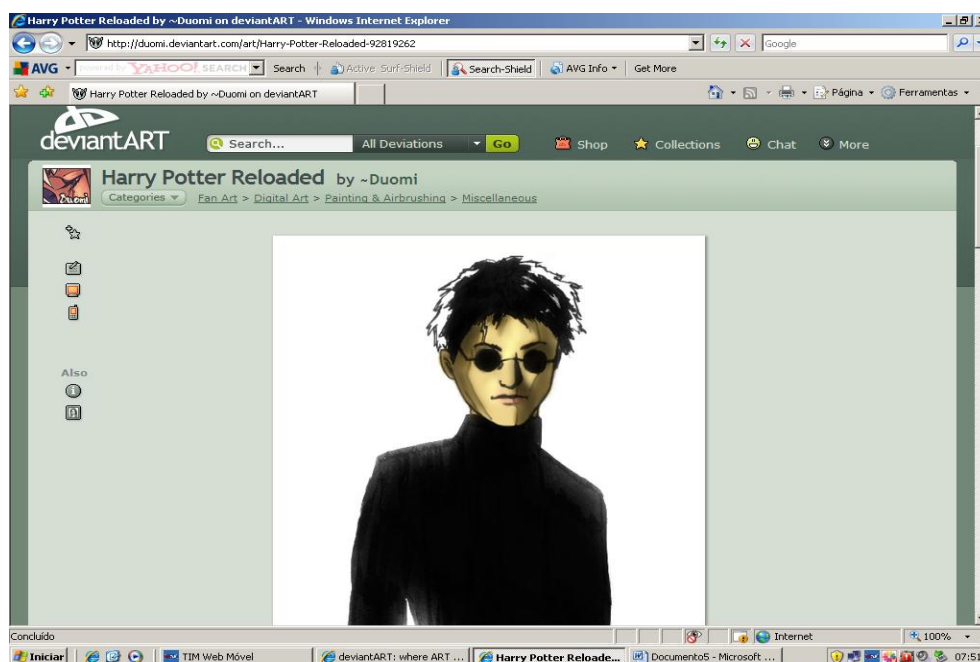 Harry Potter Reloaded by ~Duomi on deviantART - Windows Internet Explorer
http://duomi.deviantart.com/art/Harry-Potter-Reloaded-92819262
Google
AVG
YAHOO! SEARCH
Search
Active Surf-Shield
Search-Shield
AVG Info
Get More
Harry Potter Reloaded by ~Duomi on deviantART
Página
Ferramentas
deviantART
Search...
All Deviations
Go
Shop
Collections
Chat
More
Duomi
Harry Potter Reloaded by ~Duomi
Categories
Fan Art > Digital Art > Painting & Airbrushing > Miscellaneous
Also
Concluído
Internet
100%
Iniciar
TIM Web Móvel
deviantART: where ART ...
Harry Potter Reloade...
Documento5 - Microsoft ...
07:51